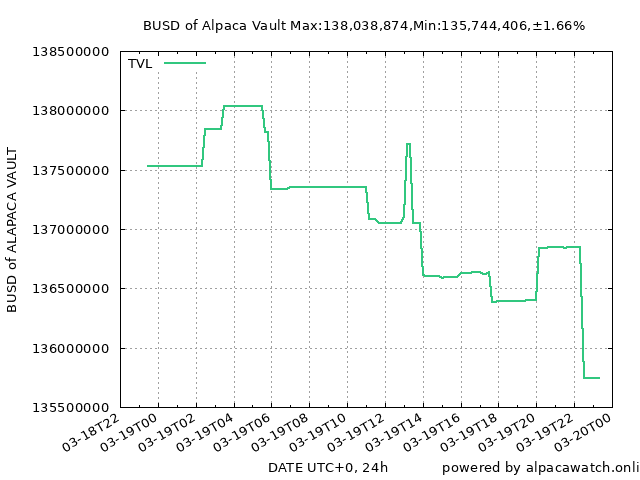 BUSD of Alpaca Vault Max:138,038,874,Min:135,744,406,±1.66%
138500000
TVL
138000000
137500000
137000000
136500000
136000000
135500000
BUSD of ALAPACA VAULT
03-18T22
03-19T00
03-19T02
03-19T04
03-19T06
03-19T08
03-19T10
03-19T12
03-19T14
03-19T16
03-19T18
03-19T20
03-19T22
03-20T00
DATE UTC+0, 24h
powered by alpacawatch.onli